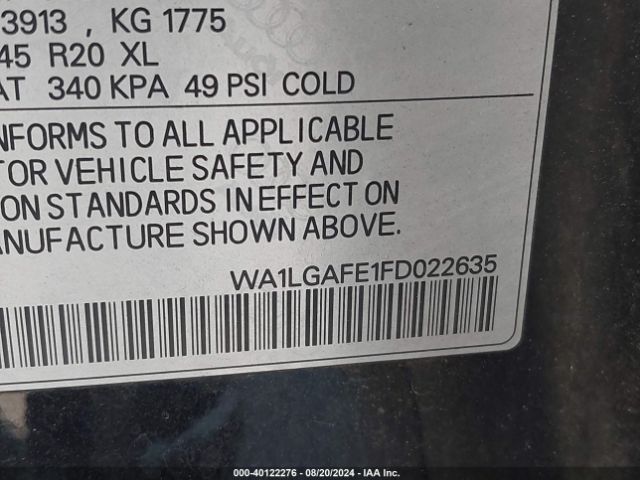 3913 , KG 1775
45 R20 XL
AT 340 KPA 49 PSI COLD
NFORMS TO ALL APPLICABLE
TOR VEHICLE SAFETY AND
ON STANDARDS IN EFFECT ON
ANUFACTURE SHOWN ABOVE.
WA1LGAFE1FD022635
000-40122276 - 08/20/2024 - IAA Inc.